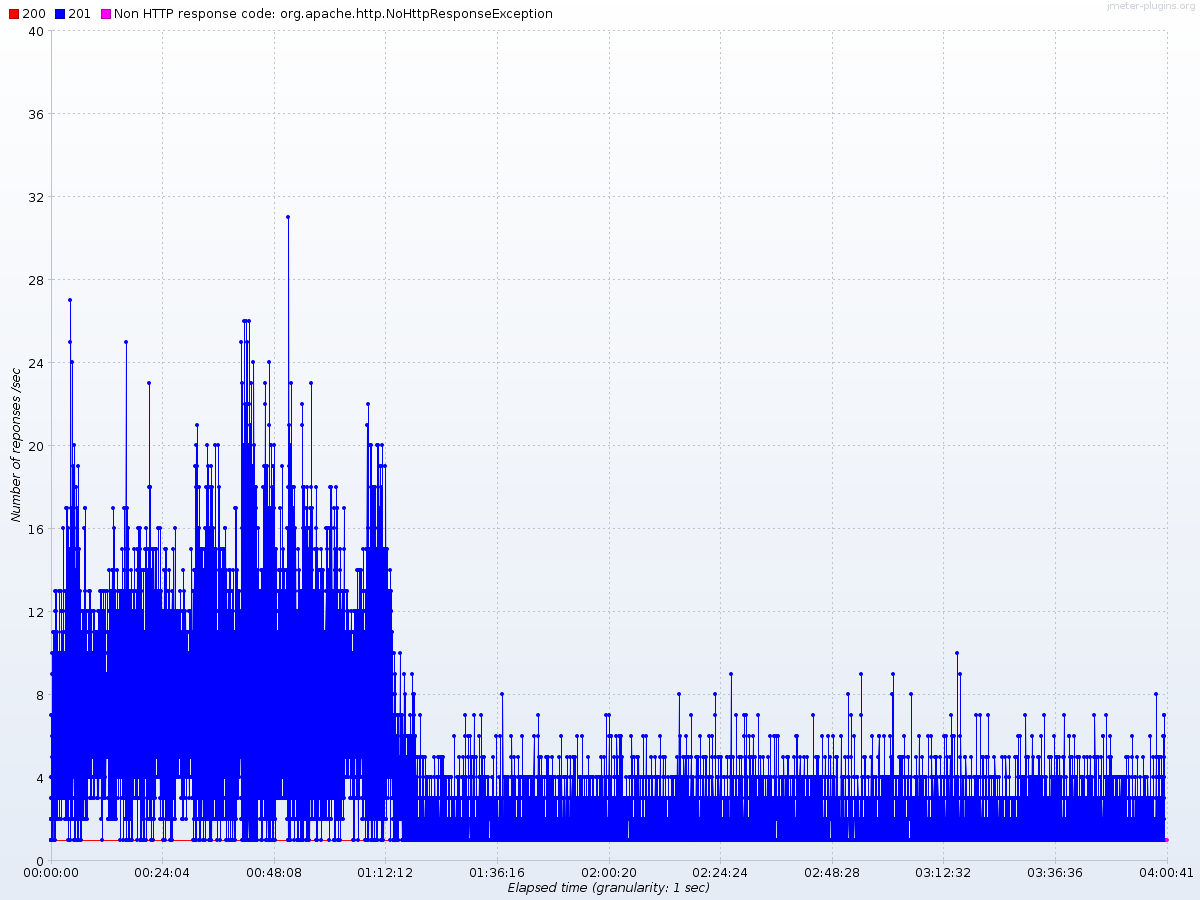 200 201 Non HTTP response code: org.apache.http.NoHttpResponseException
jmeter-plugins.org
40
36
32
28
24
20
16
12
8
4
0
Number of reponses /sec
00:00:00 00:24:04 00:48:08 01:12:12 01:36:16 02:00:20 02:24:24 02:48:28 03:12:32 03:36:36 04:00:41
Elapsed time (granularity: 1 sec)